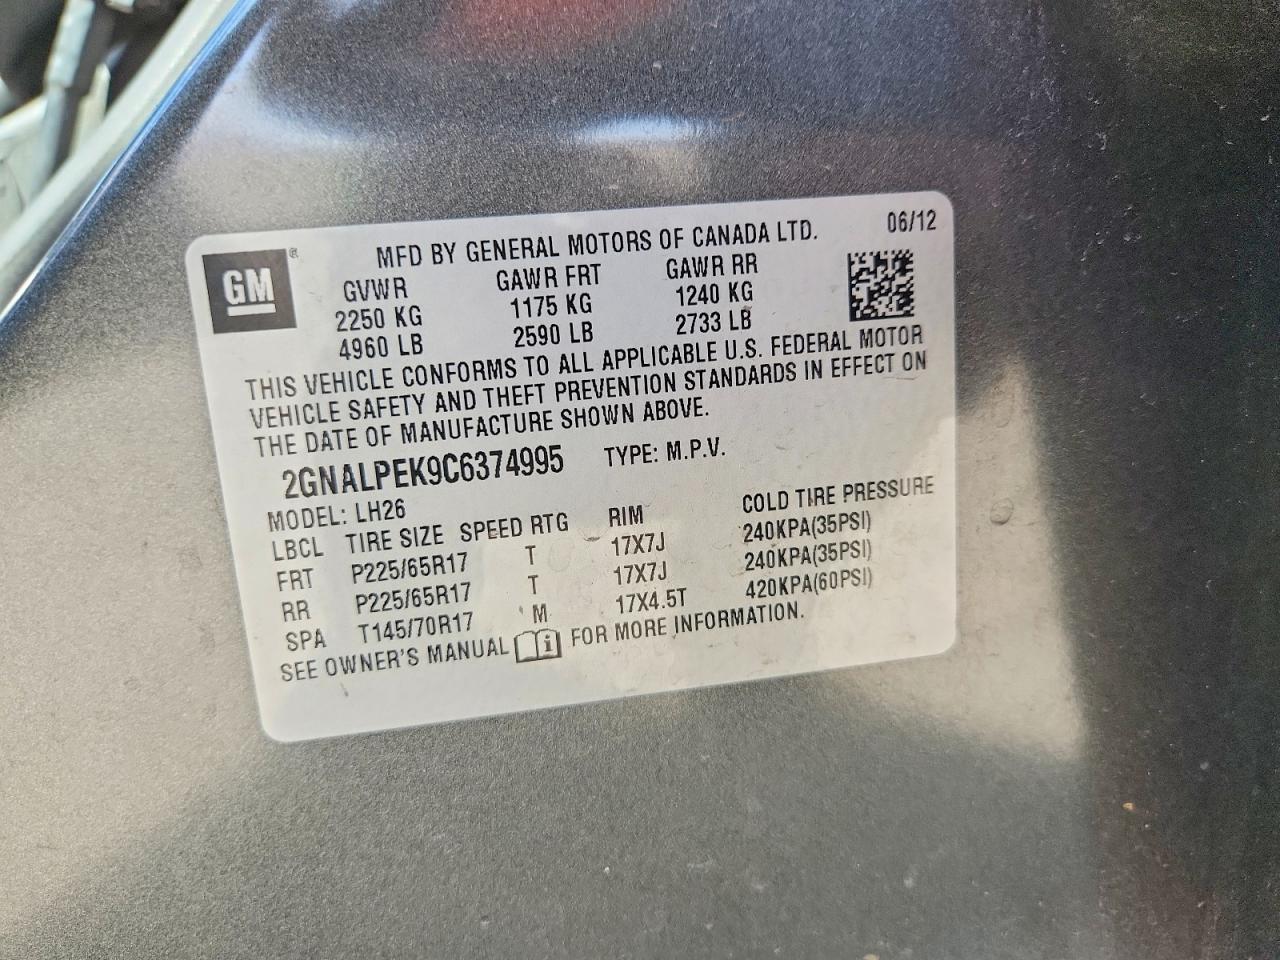 GM ® MFD BY GENERAL MOTORS OF CANADA LTD. 06/12
GVWR GAWR FRT GAWR RR
2250 KG 1175 KG 1240 KG
4960 LB 2590 LB 2733 LB
THIS VEHICLE CONFORMS TO ALL APPLICABLE U.S. FEDERAL MOTOR
VEHICLE SAFETY AND THEFT PREVENTION STANDARDS IN EFFECT ON
THE DATE OF MANUFACTURE SHOWN ABOVE.
2GNALPEK9C6374995 TYPE: M.P.V.
MODEL: LH26
LBCL TIRE SIZE SPEED RTG RIM COLD TIRE PRESSURE
FRT P225/65R17 T 17X7J 240KPA(35PSI)
RR P225/65R17 T 17X7J 240KPA(35PSI)
SPA T145/70R17 M 17X4.5T 420KPA(60PSI)
SEE OWNER'S MANUAL i FOR MORE INFORMATION.